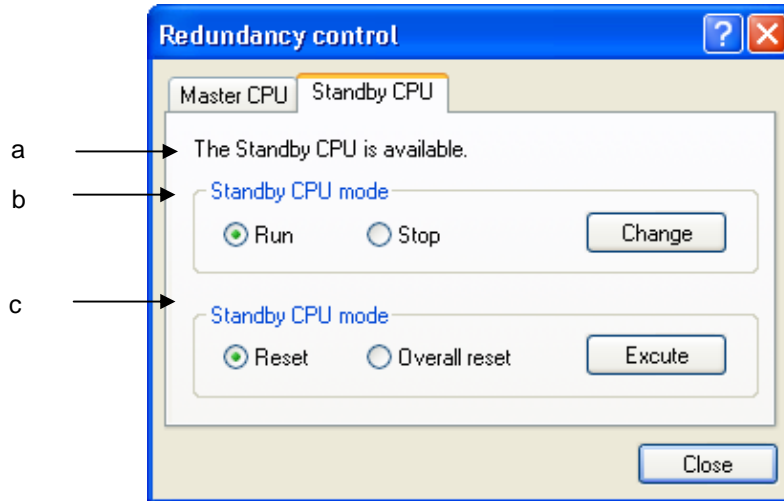 Redundancy control
Master CPU Standby CPU
a The Standby CPU is available.
b Standby CPU mode
Run Stop Change
c
Standby CPU mode
Reset Overall reset Excute
Close